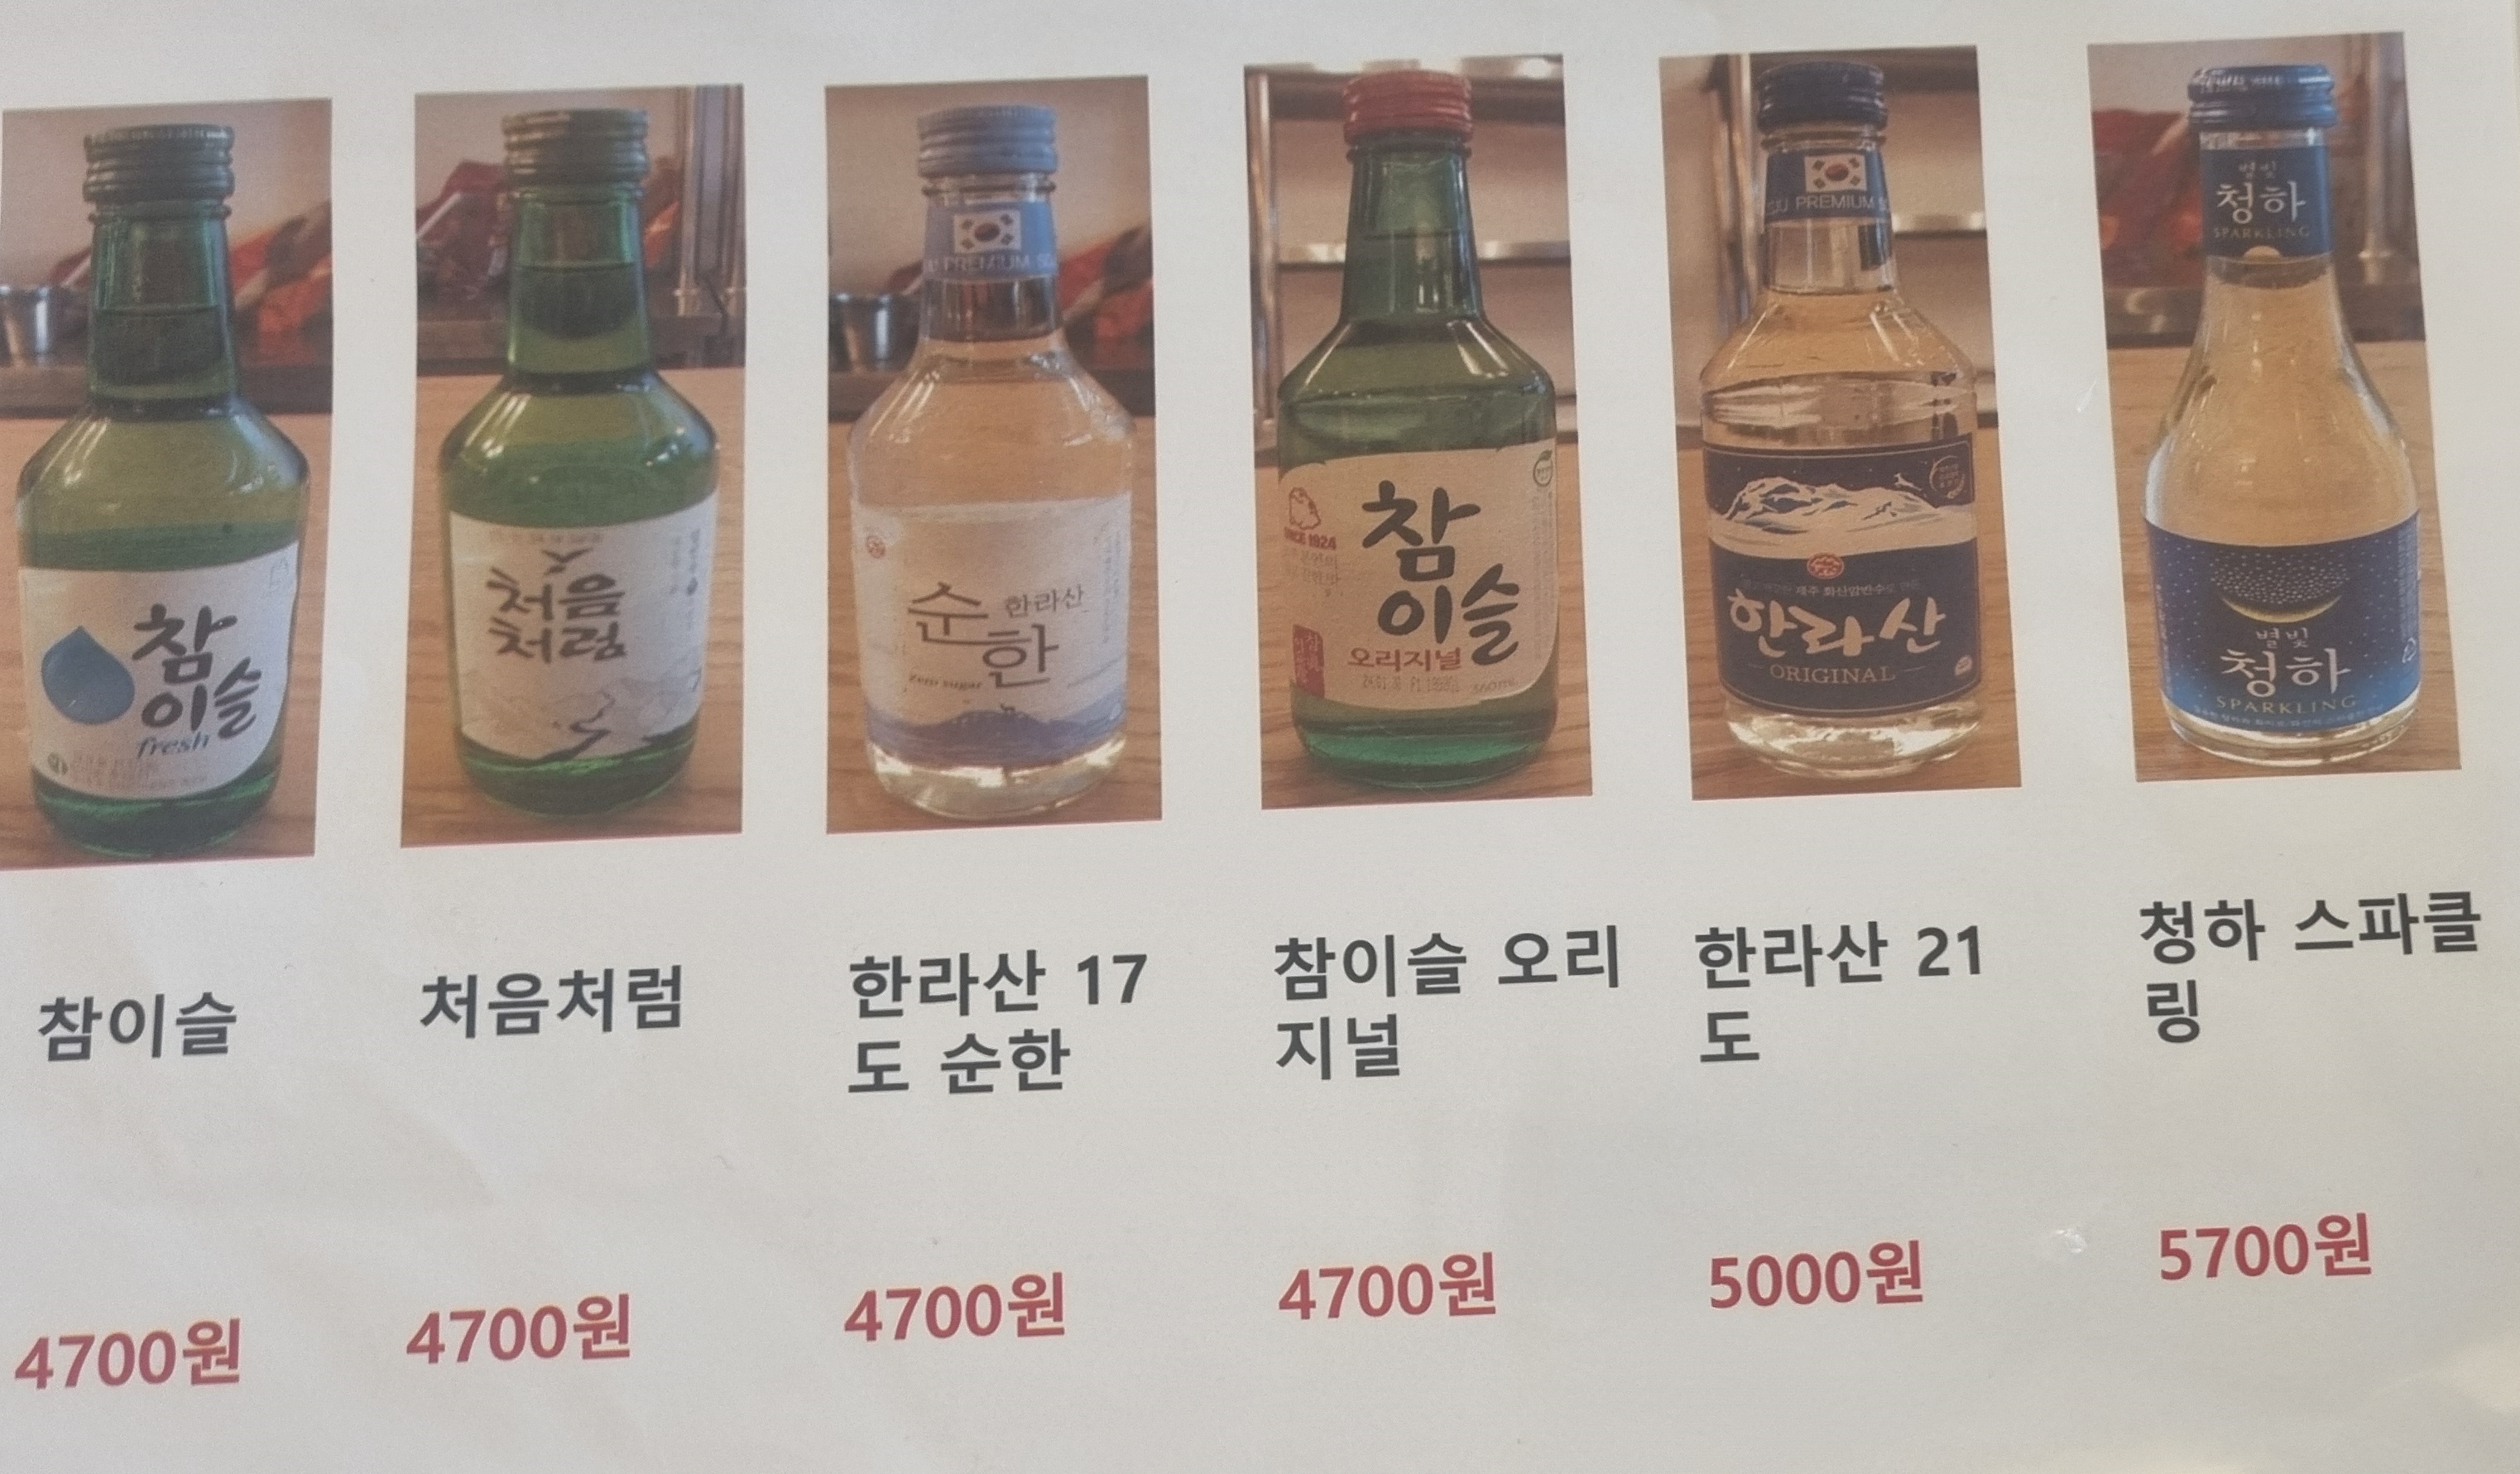 참
이슬
fresh
처음
처럼
PREMIUM
순 한라산
한
Zero sugar
SINCE 1924
참
이슬
오리지널
360mL
PREMIUM
한라산
ORIGINAL
별빛
청하
SPARKLING
별빛
청하
SPARKLING
참이슬
처음처럼
한라산 17
도 순한
참이슬 오리
지널
한라산 21
도
청하 스파클
링
4700원
4700원
4700원
4700원
5000원
5700원